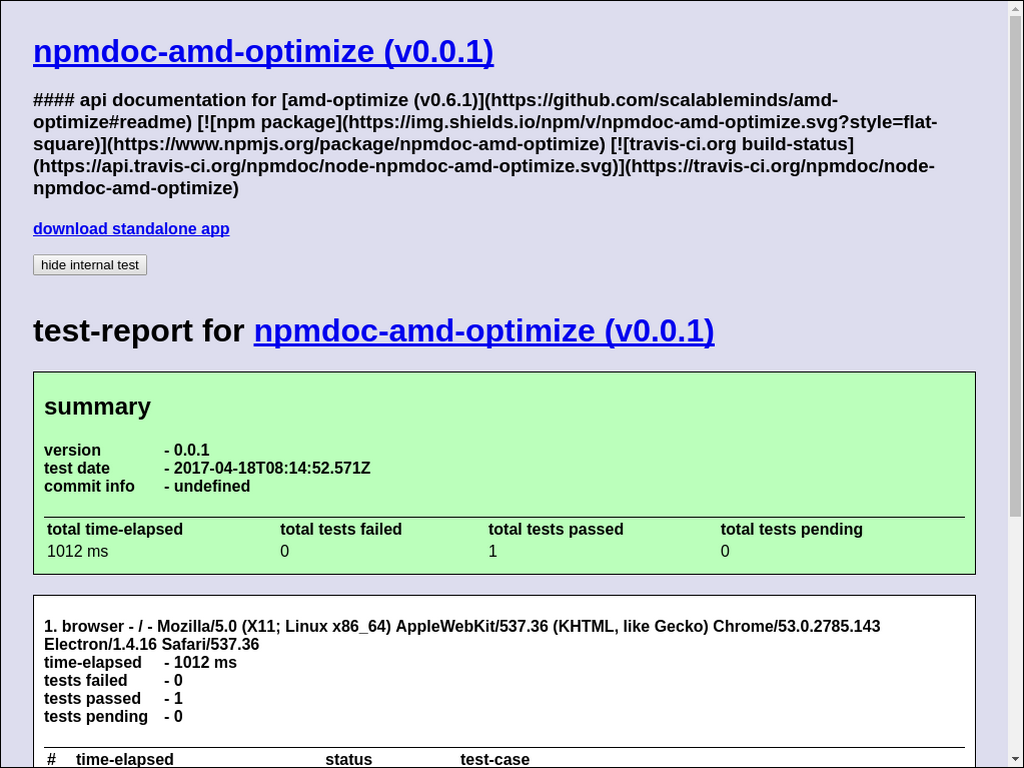 npmdoc-amd-optimize (v0.0.1)
#### api documentation for [amd-optimize (v0.6.1)](https://github.com/scalableminds/amd-
optimize#readme) [![npm package](https://img.shields.io/npm/v/npmdoc-amd-optimize.svg?style=flat-
square)](https://www.npmjs.org/package/npmdoc-amd-optimize) [![travis-ci.org build-status]
(https://api.travis-ci.org/npmdoc/node-npmdoc-amd-optimize.svg)](https://travis-ci.org/npmdoc/node-
npmdoc-amd-optimize)
download standalone app
hide internal test
test-report for npmdoc-amd-optimize (v0.0.1)
summary
version - 0.0.1
test date - 2017-04-18T08:14:52.571Z
commit info - undefined
total time-elapsed total tests failed total tests passed total tests pending
1012 ms 0 1 0
1. browser - / - Mozilla/5.0 (X11; Linux x86_64) AppleWebKit/537.36 (KHTML, like Gecko) Chrome/53.0.2785.143
Electron/1.4.16 Safari/537.36
time-elapsed - 1012 ms
tests failed - 0
tests passed - 1
tests pending - 0
# time-elapsed status test-case